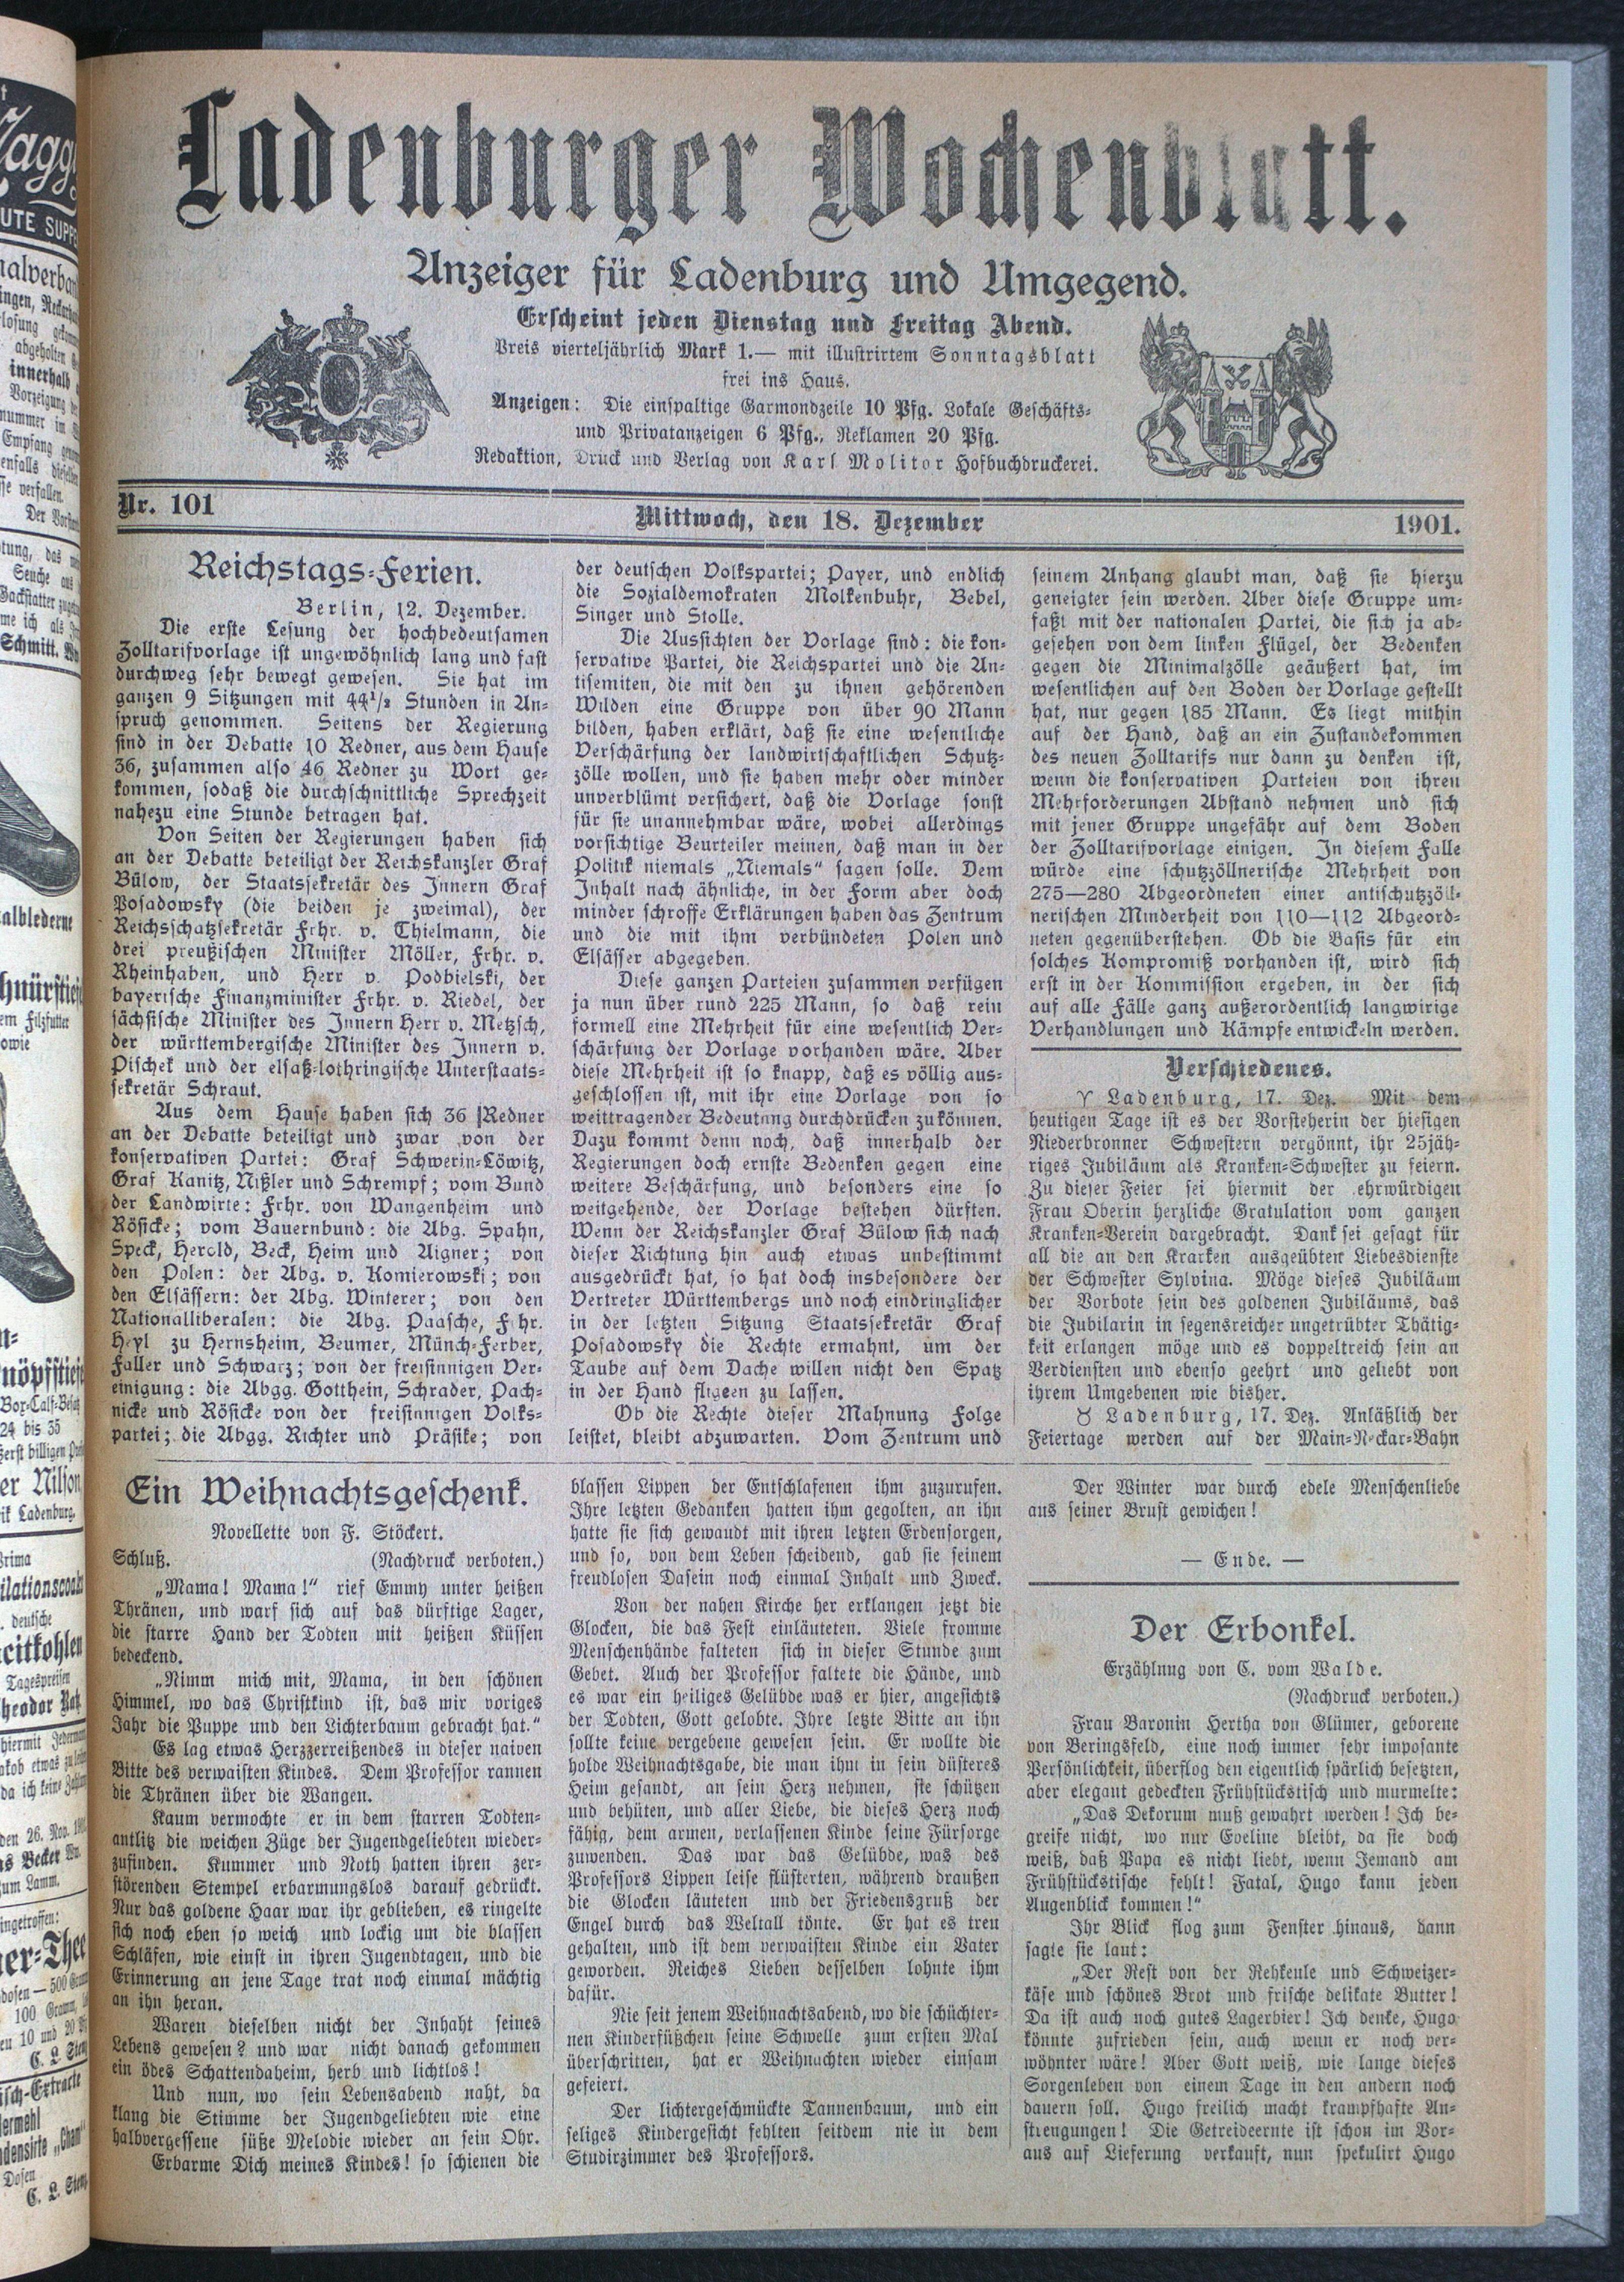 Ladenburger Wochenblatt.
Anzeiger für Ladenburg und Umgegend.
Erscheint jeden Dienstag und Freitag Abend.
Preis vierteljährlich Mark 1.— mit illustrirtem Sonntagsblatt
frei ins Haus.
Anzeigen: Die einspaltige Garmondzeile 10 Pfg. Lokale Geschäfts-
und Privatanzeigen 6 Pfg., Reklamen 20 Pfg.
Redaktion, Druck und Verlag von Karl Molitor Hofbuchdruckerei.
Nr. 101
Mittwoch, den 18. Dezember
1901.
Reichstags-Ferien.
Berlin, 12. Dezember.
Die erste Lesung der hochbedeutsamen
Zolltarifvorlage ist ungewöhnlich lang und fast
durchweg sehr bewegt gewesen. Sie hat im
ganzen 9 Sitzungen mit 44½ Stunden in An-
spruch genommen. Seitens der Regierung
sind in der Debatte 10 Redner, aus dem Hause
36, zusammen also 46 Redner zu Wort ge-
kommen, sodaß die durchschnittliche Sprechzeit
nahezu eine Stunde betragen hat.
Von Seiten der Regierungen haben sich
an der Debatte beteiligt der Reichskanzler Graf
Bülow, der Staatssekretär des Innern Graf
Posadowsky (die beiden je zweimal), der
Reichsschatzsekretär Frhr. v. Thielmann, die
drei preußischen Minister Möller, Frhr. v.
Rheinhaben, und Herr v. Podbielski, der
bayerische Finanzminister Frhr. v. Riedel, der
sächsische Minister des Innern Herr v. Metzsch,
der württembergische Minister des Innern v.
Pischek und der elsaß-lothringische Unterstaats-
sekretär Schraut.
Aus dem Hause haben sich 36 Redner
an der Debatte beteiligt und zwar von der
konservativen Partei: Graf Schwerin-Löwitz,
Graf Kanitz, Nißler und Schrempf; vom Bund
der Landwirte: Frhr. von Wangenheim und
Rösicke; vom Bauernbund: die Abg. Spahn,
Speck, Herold, Beck, Heim und Aigner; von
den Polen: der Abg. v. Komierowski; von
den Elsässern: der Abg. Winterer; von den
Nationalliberalen: die Abg. Paasche, Frhr.
Heyl zu Hernsheim, Beumer, Münch-Ferber,
Faller und Schwarz; von der freisinnigen Ver-
einigung: die Abgg. Gotthein, Schrader, Pach-
nicke und Rösicke von der freisinnigen Volks-
partei; die Abgg. Richter und Präsike; von
der deutschen Volkspartei; Payer, und endlich
die Sozialdemokraten Molkenbuhr, Bebel,
Singer und Stolle.
Die Aussichten der Vorlage sind: die kon-
servative Partei, die Reichspartei und die An-
tisemiten, die mit den zu ihnen gehörenden
Wilden eine Gruppe von über 90 Mann
bilden, haben erklärt, daß sie eine wesentliche
Verschärfung der landwirtschaftlichen Schutz-
zölle wollen, und sie haben mehr oder minder
unverblümt versichert, daß die Vorlage sonst
für sie unannehmbar wäre, wobei allerdings
vorsichtige Beurteiler meinen, daß man in der
Politik niemals „Niemals“ sagen solle. Dem
Inhalt nach ähnliche, in der Form aber doch
minder schroffe Erklärungen haben das Zentrum
und die mit ihm verbündeten Polen und
Elsässer abgegeben.
Diese ganzen Parteien zusammen verfügen
ja nun über rund 225 Mann, so daß rein
formell eine Mehrheit für eine wesentlich Ver-
schärfung der Vorlage vorhanden wäre. Aber
diese Mehrheit ist so knapp, daß es völlig aus-
geschlossen ist, mit ihr eine Vorlage von so
weittragender Bedeutung durchdrücken zu können.
Dazu kommt denn noch, daß innerhalb der
Regierungen doch ernste Bedenken gegen eine
weitere Beschärfung, und besonders eine so
weitgehende, der Vorlage bestehen dürften.
Wenn der Reichskanzler Graf Bülow sich nach
dieser Richtung hin auch etwas unbestimmt
ausgedrückt hat, so hat doch insbesondere der
Vertreter Württembergs und noch eindringlicher
in der letzten Sitzung Staatssekretär Graf
Posadowsky die Rechte ermahnt, um der
Taube auf dem Dache willen nicht den Spatz
in der Hand fligeen zu lassen.
Ob die Rechte dieser Mahnung Folge
leistet, bleibt abzuwarten. Vom Zentrum und
seinem Anhang glaubt man, daß sie hierzu
geneigter sein werden. Aber diese Gruppe um-
faßt mit der nationalen Partei, die sich ja ab-
gesehen von dem linken Flügel, der Bedenken
gegen die Minimalzölle geäußert hat, im
wesentlichen auf den Boden der Vorlage gestellt
hat, nur gegen 185 Mann. Es liegt mithin
auf der Hand, daß an ein Zustandekommen
des neuen Zolltarifs nur dann zu denken ist,
wenn die konservativen Parteien von ihren
Mehrforderungen Abstand nehmen und sich
mit jener Gruppe ungefähr auf dem Boden
der Zolltarifvorlage einigen. In diesem Falle
würde eine schutzzöllnerische Mehrheit von
275—280 Abgeordneten einer antischutzzöll-
nerischen Minderheit von 110—112 Abgeord-
neten gegenüberstehen. Ob die Basis für ein
solches Kompromiß vorhanden ist, wird sich
erst in der Kommission ergeben, in der sich
auf alle Fälle ganz außerordentlich langwirige
Verhandlungen und Kämpfe entwickeln werden.
Verschiedenes.
♈ Ladenburg, 17. Dez. Mit dem
heutigen Tage ist es der Vorsteherin der hiesigen
Niederbronner Schwestern vergönnt, ihr 25jäh-
riges Jubiläum als Kranken-Schwester zu feiern.
Zu dieser Feier sei hiermit der ehrwürdigen
Frau Oberin herzliche Gratulation vom ganzen
Kranken-Verein dargebracht. Dank sei gesagt für
all die an den Kranken ausgeübten Liebesdienste
der Schwester Sylvina. Möge dieses Jubiläum
der Vorbote sein des goldenen Jubiläums, das
die Jubilarin in segensreicher ungetrübter Thätig-
keit erlangen möge und es doppeltreich sein an
Verdiensten und ebenso geehrt und geliebt von
ihrem Umgebenen wie bisher.
♉ Ladenburg, 17. Dez. Anläßlich der
Feiertage werden auf der Main-Neckar-Bahn
Ein Weihnachtsgeschenk.
Novellette von F. Stöckert.
Schluß. (Nachdruck verboten.)
„Mama! Mama!“ rief Emmy unter heißen
Thränen, und warf sich auf das dürftige Lager,
die starre Hand der Todten mit heißen Küssen
bedeckend.
„Nimm mich mit, Mama, in den schönen
Himmel, wo das Christkind ist, das mir voriges
Jahr die Puppe und den Lichterbaum gebracht hat.“
Es lag etwas Herzzerreißendes in dieser naiven
Bitte des verwaisten Kindes. Dem Professor rannen
die Thränen über die Wangen.
Kaum vermochte er in dem starren Todten-
antlitz die weichen Züge der Jugendgeliebten wieder-
zufinden. Kummer und Noth hatten ihren zer-
störenden Stempel erbarmungslos darauf gedrückt.
Nur das goldene Haar war ihr geblieben, es ringelte
sich noch eben so weich und lockig um die blassen
Schläfen, wie einst in ihren Jugendtagen, und die
Erinnerung an jene Tage trat noch einmal mächtig
an ihn heran.
Waren dieselben nicht der Inhaht seines
Lebens gewesen? und war nicht danach gekommen
ein ödes Schattendaheim, herb und lichtlos!
Und nun, wo sein Lebensabend naht, da
klang die Stimme der Jugendgeliebten wie eine
halbvergessene süße Melodie wieder an sein Ohr.
Erbarme Dich meines Kindes! so schienen die
blassen Lippen der Entschlafenen ihm zuzurufen.
Ihre letzten Gedanken hatten ihm gegolten, an ihn
hatte sie sich gewandt mit ihren letzten Erdensorgen,
und so, von dem Leben scheidend, gab sie seinem
freudlosen Dasein noch einmal Inhalt und Zweck.
Von der nahen Kirche her erklangen jetzt die
Glocken, die das Fest einläuteten. Viele fromme
Menschenhände falteten sich in dieser Stunde zum
Gebet. Auch der Professor faltete die Hände, und
es war ein heiliges Gelübde was er hier, angesichts
der Todten, Gott gelobte. Ihre letzte Bitte an ihn
sollte keine vergebene gewesen sein. Er wollte die
holde Weihnachtsgabe, die man ihm in sein düsteres
Heim gesandt, an sein Herz nehmen, sie schützen
und behüten, und aller Liebe, die dieses Herz noch
fähig, dem armen, verlassenen Kinde seine Fürsorge
zuwenden. Das war das Gelübde, was des
Professors Lippen leise flüsterten, während draußen
die Glocken läuteten und der Friedensgruß der
Engel durch das Weltall tönte. Er hat es treu
gehalten, und ist dem verwaisten Kinde ein Vater
geworden. Reiches Lieben desselben lohnte ihm
dafür.
Nie seit jenem Weihnachtsabend, wo die schüchter-
nen Kinderfüßchen seine Schwelle zum ersten Mal
überschritten, hat er Weihnachten wieder einsam
gefeiert.
Der lichtergeschmückte Tannenbaum, und ein
seliges Kindergesicht fehlten seitdem nie in dem
Studirzimmer des Professors.
Der Winter war durch edele Menschenliebe
aus seiner Brust gewichen!
— Ende. —
Der Erbonkel.
Erzählung von C. vom Walde.
(Nachdruck verboten.)
Frau Baronin Hertha von Glümer, geborene
von Beringsfeld, eine noch immer sehr imposante
Persönlichkeit, überflog den eigentlich spärlich besetzten,
aber elegant gedeckten Frühstückstisch und murmelte:
„Das Dekorum muß gewahrt werden! Ich be-
greife nicht, wo nur Eveline bleibt, da sie doch
weiß, daß Papa es nicht liebt, wenn Jemand am
Frühstückstische fehlt! Fatal, Hugo kann jeden
Augenblick kommen!“
Ihr Blick flog zum Fenster hinaus, dann
sagte sie laut:
„Der Rest von der Rehkeule und Schweizer-
käse und schönes Brot und frische delikate Butter!
Da ist auch noch gutes Lagerbier! Ich denke, Hugo
könnte zufrieden sein, auch wenn er noch ver-
wöhnter wäre! Aber Gott weiß, wie lange dieses
Sorgenleben von einem Tage in den andern noch
dauern soll. Hugo freilich macht krampfhafte An-
strengungen! Die Getreideernte ist schon im Vor-
aus auf Lieferung verkauft, nun spekulirt Hugo